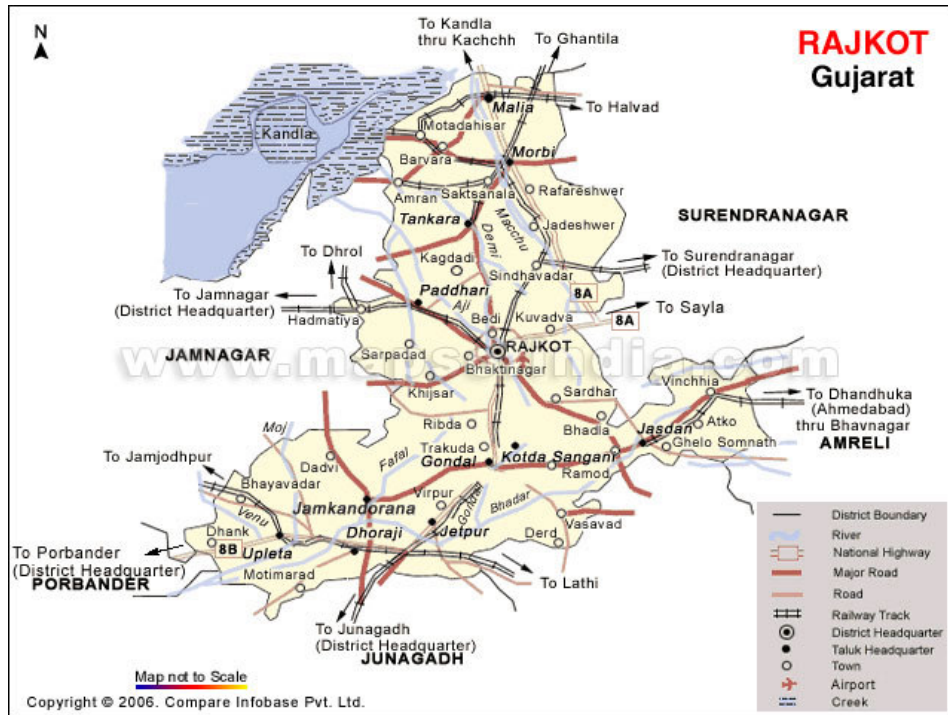 N
RAJKOT
Gujarat
To Kandla
thru Kachchh
To Ghantila
Malia
To Halvad
Kandla
Motadahisar
Barvara
Morbi
Amran
Saktsanala
Rafareshwer
Tankara
Demi
Macchu
Jadeshwer
SURENDRANAGAR
Kagdadi
Sindhavadar
To Surendranagar
(District Headquarter)
To Dhrol
To Jamnagar
(District Headquarter)
Paddhari
Aji
8A
8A
To Sayla
Hadmatiya
Bedi
Kuvadva
RAJKOT
www.mapsofindia.com
JAMNAGAR
Sarpadad
Bhaktinagar
Khijsar
Sardhar
Vinchhia
To Dhandhuka
(Ahmedabad)
thru Bhavnagar
AMRELI
Ribda
Bhadla
Jasdan
Atko
Ghelo Somnath
Moj
Trakuda
Gondal
Kotda Sangani
Ramod
To Jamjodhpur
Dadvi
Fafal
Bhayavadar
Jamkandorana
Virpur
Gondali
Bhadar
Venu
Vasavad
Dhank
8B
Upleta
Dhoraji
Jetpur
Derd
To Porbander
(District Headquarter)
PORBANDER
Motimarad
To Lathi
To Junagadh
(District Headquarter)
JUNAGADH
District Boundary
River
National Highway
Major Road
Road
Railway Track
District Headquarter
Taluk Headquarter
Town
Airport
Creek
Map not to Scale
Copyright © 2006. Compare Infobase Pvt. Ltd.